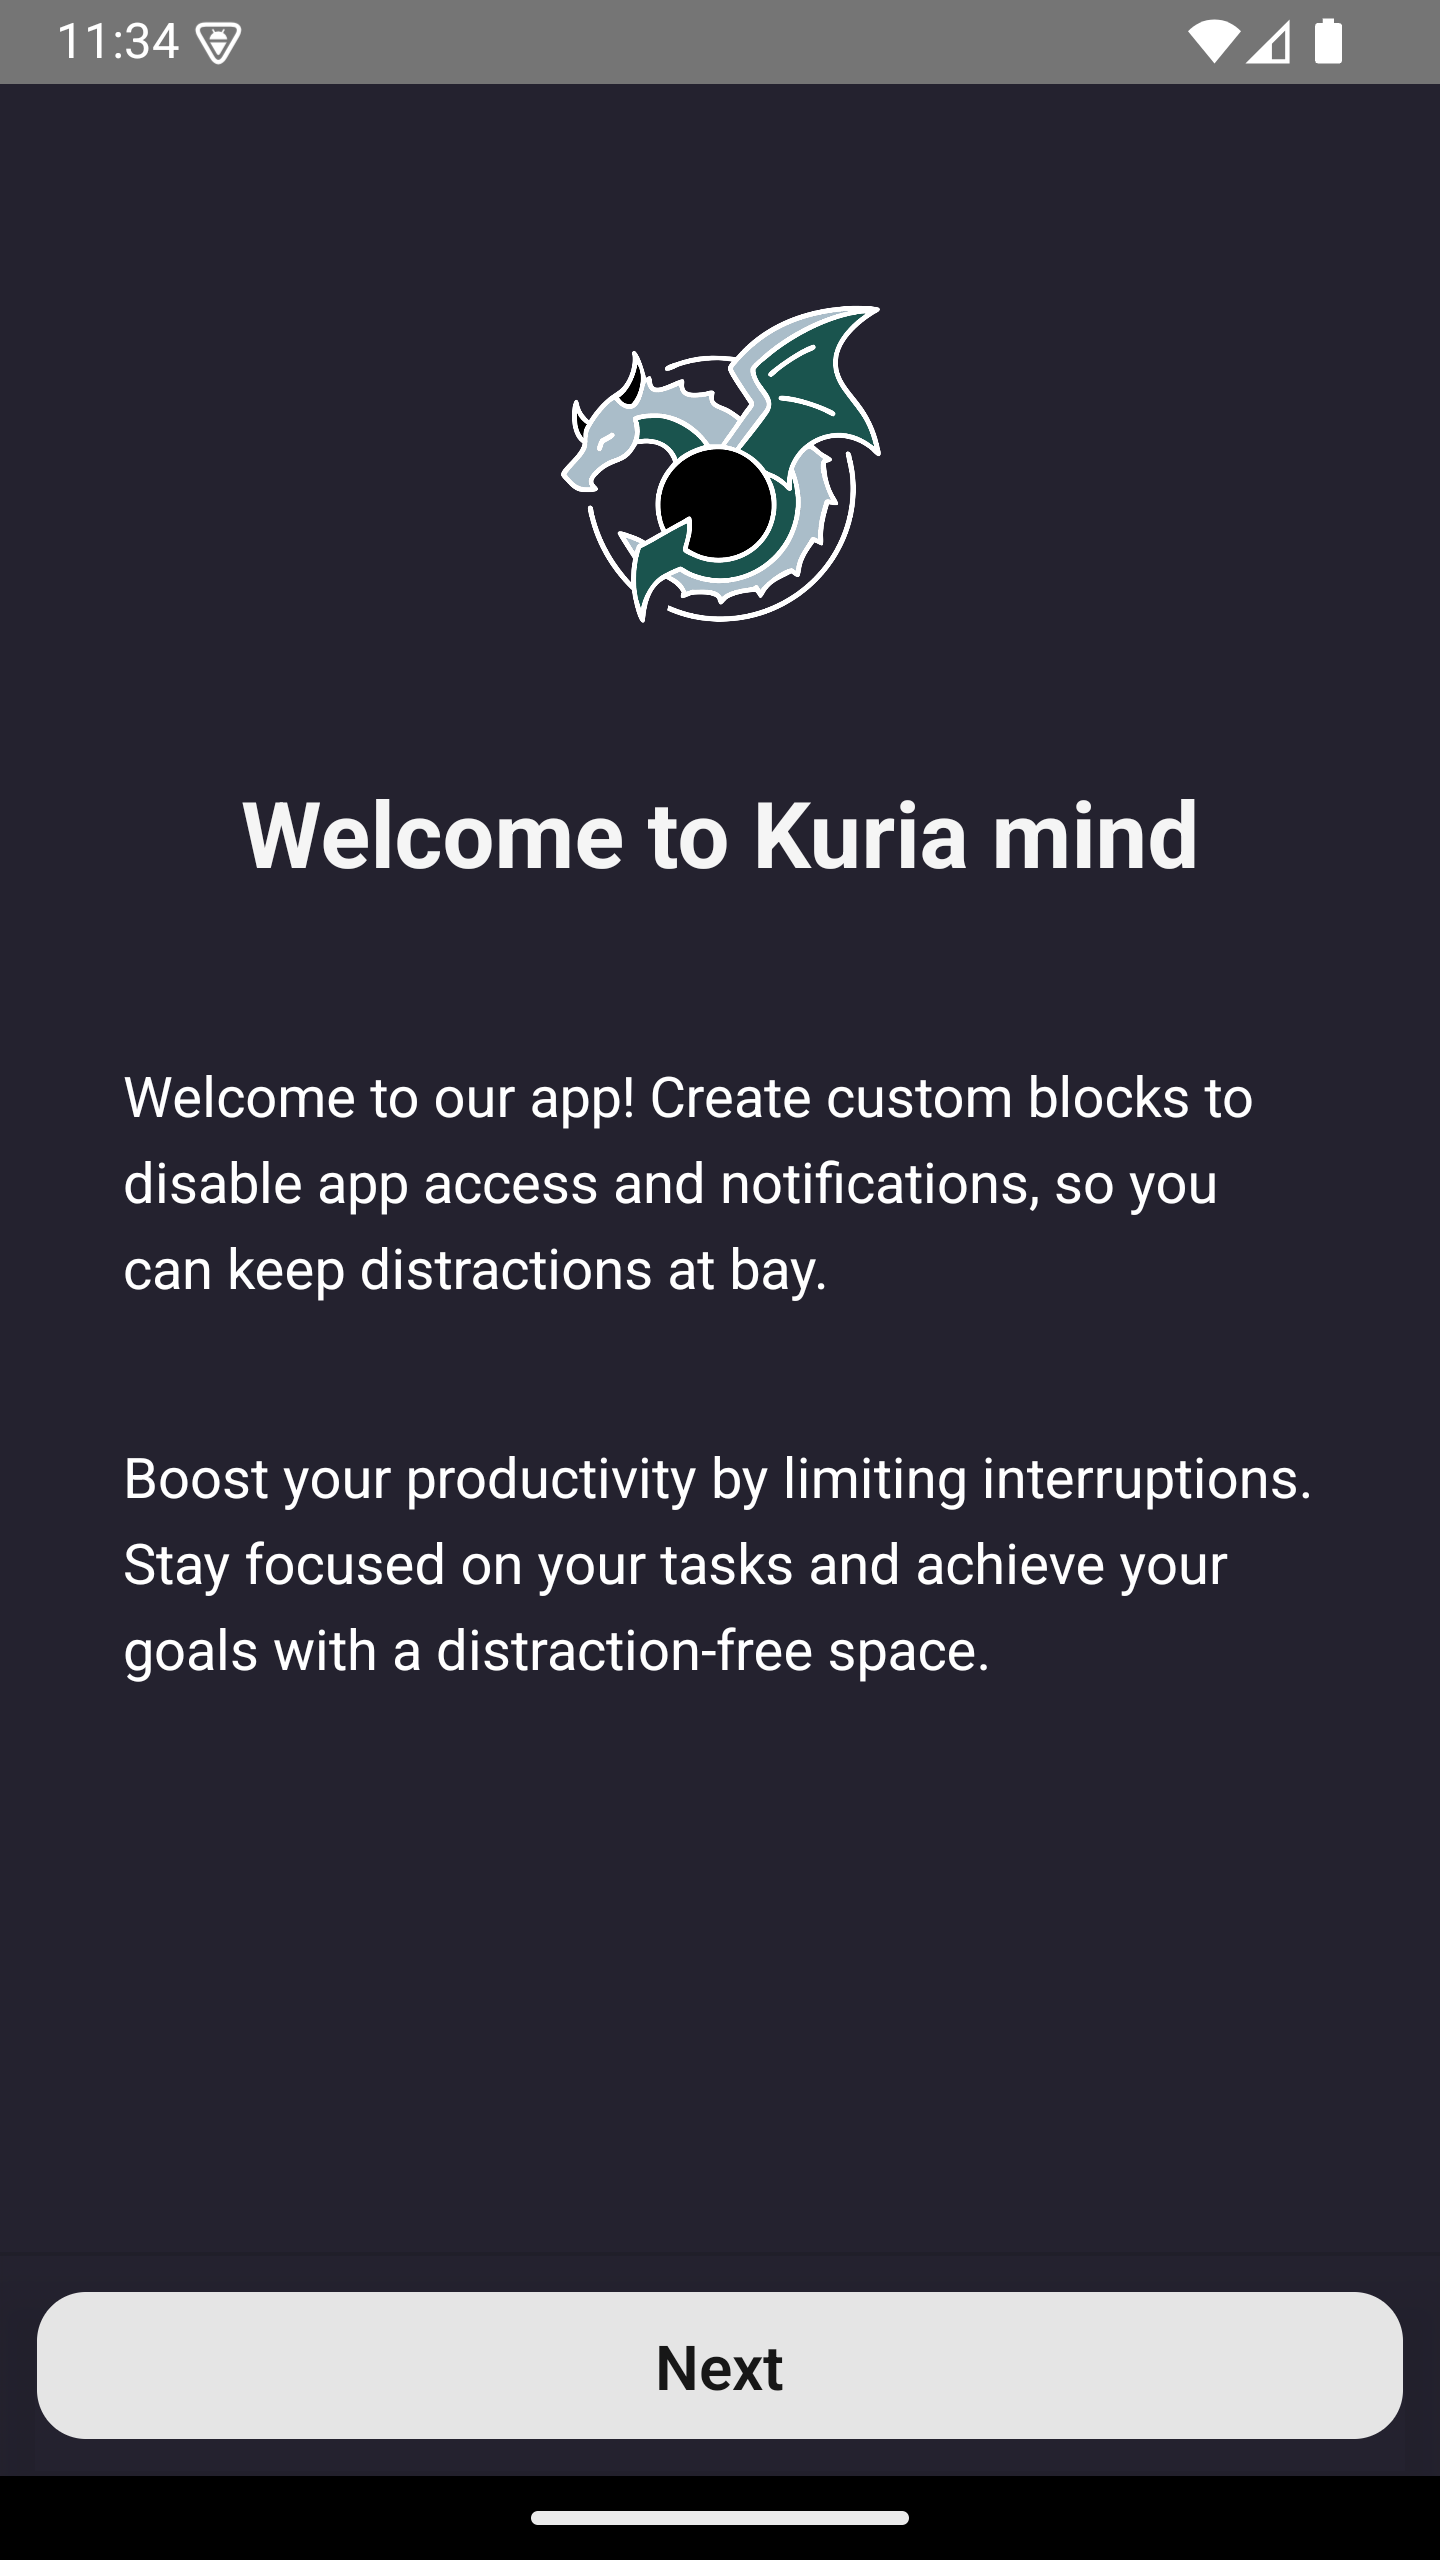 11:34
Welcome to Kuria mind
Welcome to our app! Create custom blocks to
disable app access and notifications, so you
can keep distractions at bay.
Boost your productivity by limiting interruptions.
Stay focused on your tasks and achieve your
goals with a distraction-free space.
Next